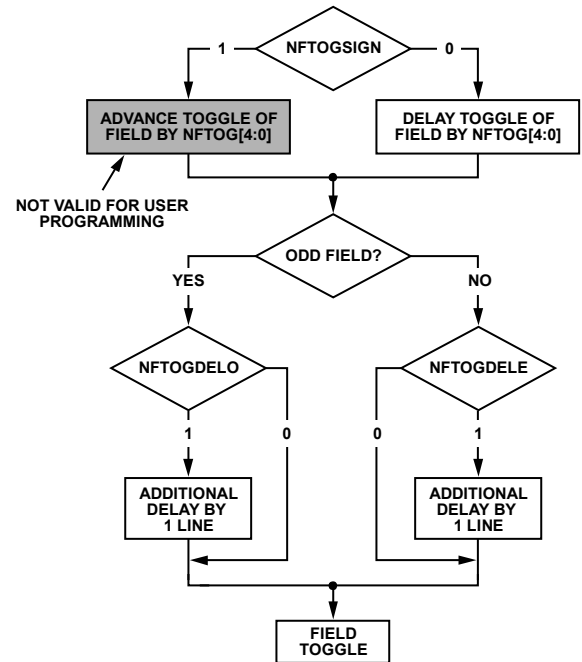 NFTOGSIGN
1
0
ADVANCE TOGGLE OF
FIELD BY NFTOG[4:0]
DELAY TOGGLE OF
FIELD BY NFTOG[4:0]
NOT VALID FOR USER
PROGRAMMING
ODD FIELD?
YES
NO
NFTOGDELO
NFTOGDELE
1
0
0
1
ADDITIONAL
DELAY BY
1 LINE
ADDITIONAL
DELAY BY
1 LINE
FIELD
TOGGLE